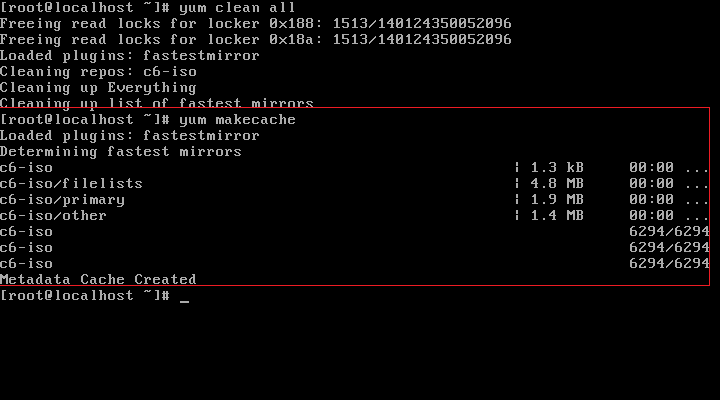 [root@localhost ~]# yum clean all
Freeing read locks for locker 0x188: 1513/140124350052096
Freeing read locks for locker 0x18a: 1513/140124350052096
Loaded plugins: fastestmirror
Cleaning repos: c6-iso
Cleaning up Everything
Cleaning up list of fastest mirrors
[root@localhost ~]# yum makecache
Loaded plugins: fastestmirror
Determining fastest mirrors
c6-iso | 1.3 kB 00:00 ...
c6-iso/filelists | 4.8 MB 00:00 ...
c6-iso/primary | 1.9 MB 00:00 ...
c6-iso/other | 1.4 MB 00:00 ...
c6-iso 6294/6294
c6-iso 6294/6294
c6-iso 6294/6294
Metadata Cache Created
[root@localhost ~]# _